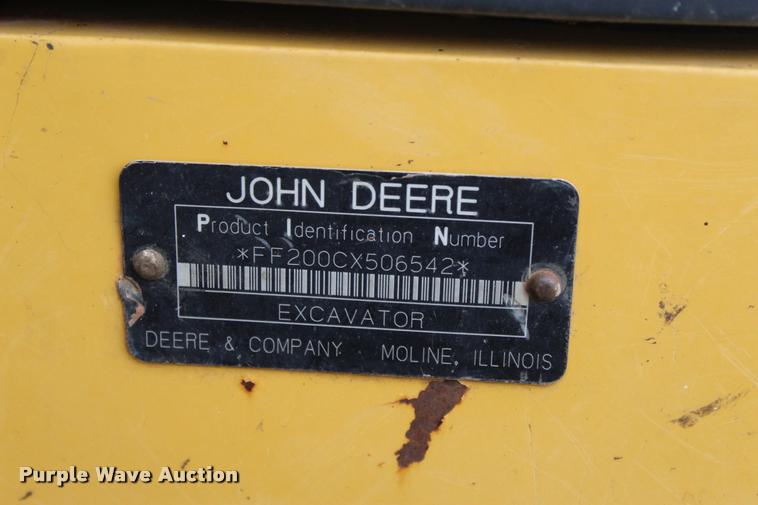 JOHN DEERE
Product Identification Number
*FF200CX506542*
EXCAVATOR
DEERE & COMPANY MOLINE, ILLINOIS
Purple Wave Auction